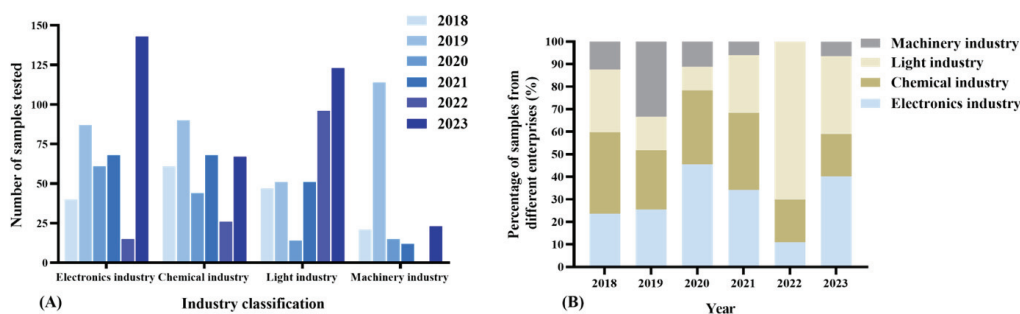 150
125
100
75
50
25
0
Number of samples tested
2018
2019
2020
2021
2022
2023
Electronics industry Chemical industry Light industry Machinery industry
(A)
Industry classification
100
90
80
70
60
50
40
30
20
10
0
Percentage of samples from
different enterprises (%)
Machinery industry
Light industry
Chemical industry
Electronics industry
2018 2019 2020 2021 2022 2023
(B)
Year